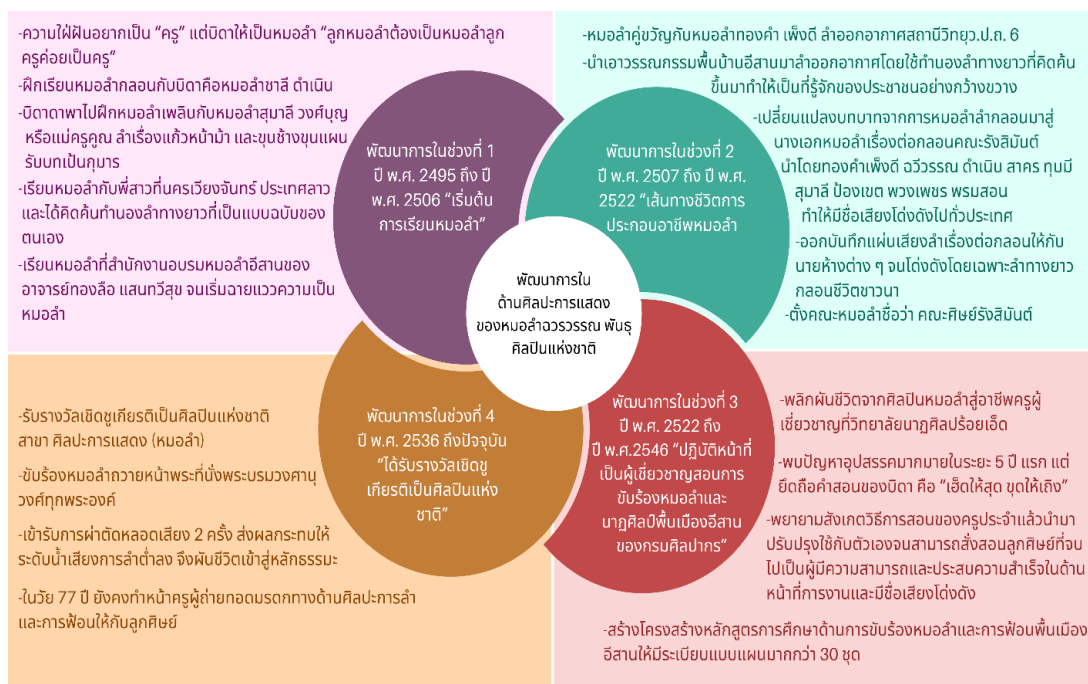 -ความใฝ่ฝันอยากเป็น “ครู” แต่บิดาให้เป็นหมอลำ “ลูกหมอลำต้องเป็นหมอลำลูก
ครูค่อยเป็นครู”
-ฝึกเรียนหมอลำกลอนกับบิดาคือหมอลำชาลี ดำเนิน
-บิดาดาพาไปฝึกหมอลำเพลินกับหมอลำสุมาลี วงศ์บุญ
หรือแม่ครูคูณ ลำเรื่องแก้วหน้าม้า และขุนช้างขุนแผน
รับบทเป้นกุมาร
-เรียนหมอลำกับพี่สาวที่นครเวียงจันทร์ ประเทศลาว
และได้คิดค้นทำนองลำทางยาวที่เป็นแบบฉบับของ
ตนเอง
-เรียนหมอลำที่สำนักงานอบรมหมอลำอีสานของ
อาจารย์ทองลือ แสนทวีสุข จนเริ่มฉายแววความเป็น
หมอลำ
พัฒนาการในช่วงที่ 1
ปี พ.ศ. 2495 ถึง ปี
พ.ศ. 2506 “เริ่มต้น
การเรียนหมอลำ”
-หมอลำคู่ขวัญกับหมอลำทองคำ เพ็งดี ลำออกอากาศสถานีวิทยุว.ป.ถ. 6
-นำเอาวรรณกรรมพื้นบ้านอีสานมาลำออกอากาศโดยใช้ทำนองลำทางยาวที่คิดค้น
ขึ้นมาทำให้เป็นที่รู้จักของประชาชนอย่างกว้างขวาง
-เปลี่ยนแปลงบทบาทจากการหมอลำลำกลอนมาสู่
นางเอกหมอลำเรื่องต่อกลอนคณะรังสิมันต์
นำโดยทองคำเพ็งดี ฉวีวรรณ ดำเนิน สาคร ทุมมี
สุมาลี ป้องเขต พวงเพชร พรมสอน
ทำให้มีชื่อเสียงโด่งดังไปทั่วประเทศ
-ออกบันทึกแผ่นเสียงลำเรื่องต่อกลอนให้กับ
นายห้างต่าง ๆ จนโด่งดังโดยเฉพาะลำทางยาว
กลอนชีวิตชาวนา
-ตั้งคณะหมอลำชื่อว่า คณะศิษย์รังสิมันต์
พัฒนาการในช่วงที่ 2
ปี พ.ศ. 2507 ถึง ปี พ.ศ.
2522 “เส้นทางชีวิตการ
ประกอบอาชีพหมอลำ
พัฒนาการใน
ด้านศิลปะการแสดง
ของหมอลำฉวรวรรณ พันธุ
ศิลปินแห่งชาติ
-รับรางวัลเชิดชูเกียรติเป็นศิลปินแห่งชาติ
สาขา ศิลปะการแสดง (หมอลำ)
-ขับร้องหมอลำถวายหน้าพระที่นั่งพระบรมวงศานุ
วงศ์ทุกพระองค์
-เข้ารับการผ่าตัดหลอดเสียง 2 ครั้ง ส่งผลกระทบให้
ระดับน้ำเสียงการลำต่ำลง จึงผันชีวิตเข้าสู่หลักธรรมะ
-ในวัย 77 ปี ยังคงทำหน้าครูผู้ถ่ายทอดมรดกทางด้านศิลปะการลำ
และการฟ้อนให้กับลูกศิษย์
พัฒนาการในช่วงที่ 4
ปี พ.ศ. 2536 ถึงปัจจุบัน
“ได้รับรางวัลเชิดชู
เกียรติเป็นศิลปินแห่ง
ชาติ”
พัฒนาการในช่วงที่ 3
ปี พ.ศ. 2522 ถึง
ปี พ.ศ.2546 “ปฏิบัติหน้าที่
เป็นผู้เชี่ยวชาญสอนการ
ขับร้องหมอลำและ
นาฏศิลป์พื้นเมืองอีสาน
ของกรมศิลปากร”
-พลิกผันชีวิตจากศิลปินหมอลำสู่อาชีพครูผู้
เชี่ยวชาญที่วิทยาลัยนาฏศิลปร้อยเอ็ด
-พบปัญหาอุปสรรคมากมายในระยะ 5 ปี แรก แต่
ยึดถือคำสอนของบิดา คือ “เฮ็ดให้สุด ขุดให้เถิง”
-พยายามสังเกตวิธีการสอนของครูประจำแล้วนำมา
ปรับปรุงใช้กับตัวเองจนสามารถสั่งสอนลูกศิษย์ที่จบ
ไปเป็นผู้มีความสามารถและประสบความสำเร็จในด้าน
หน้าที่การงานและมีชื่อเสียงโด่งดัง
-สร้างโครงสร้างหลักสูตรการศึกษาด้านการขับร้องหมอลำและการฟ้อนพื้นเมือง
อีสานให้มีระเบียบแบบแผนมากกว่า 30 ชุด